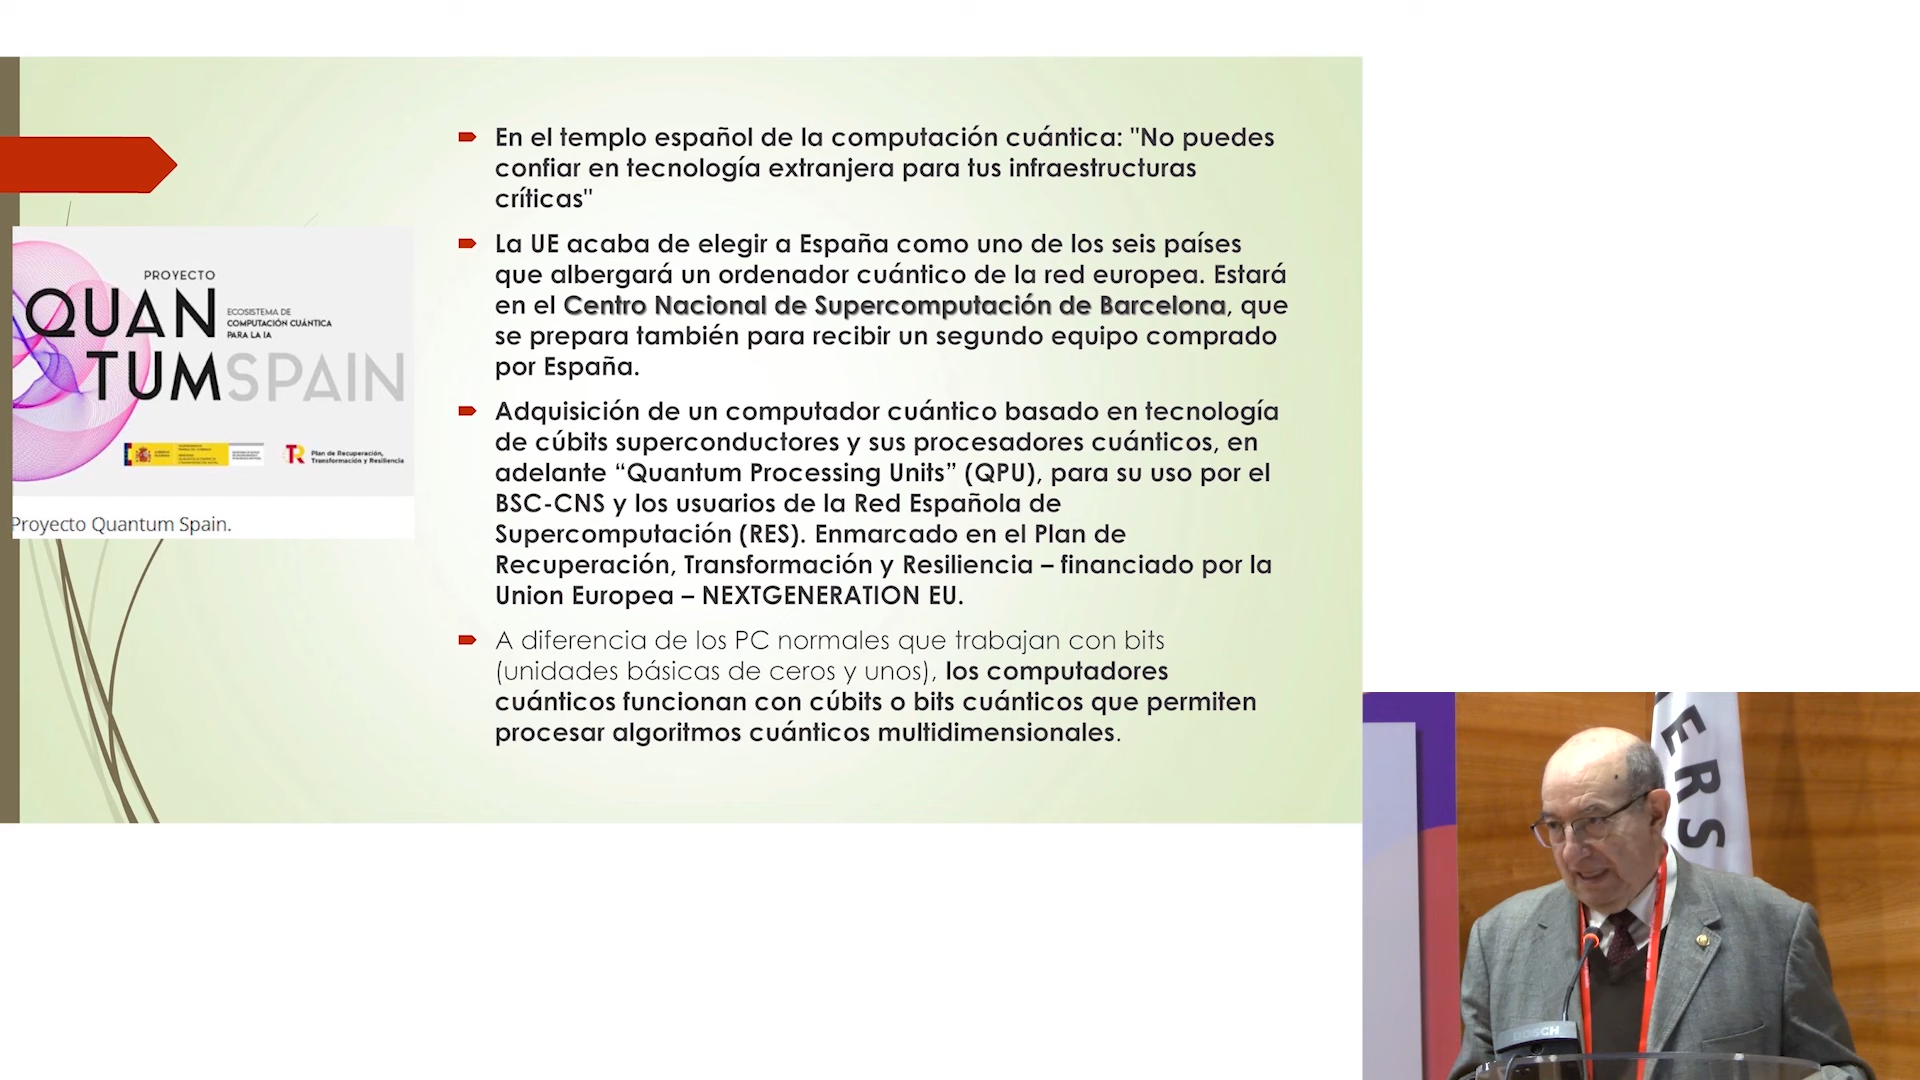 En el templo español de la computación cuántica: "No puedes
confiar en tecnología extranjera para tus infraestructuras
críticas"
La UE acaba de elegir a España como uno de los seis países
que albergará un ordenador cuántico de la red europea. Estará
en el Centro Nacional de Supercomputación de Barcelona, que
se prepara también para recibir un segundo equipo comprado
por España.
Adquisición de un computador cuántico basado en tecnología
de cúbits superconductores y sus procesadores cuánticos, en
adelante “Quantum Processing Units” (QPU), para su uso por el
BSC-CNS y los usuarios de la Red Española de
Supercomputación (RES). Enmarcado en el Plan de
Recuperación, Transformación y Resiliencia – financiado por la
Union Europea – NEXTGENERATION EU.
A diferencia de los PC normales que trabajan con bits
(unidades básicas de ceros y unos), los computadores
cuánticos funcionan con cúbits o bits cuánticos que permiten
procesar algoritmos cuánticos multidimensionales.
PROYECTO
QUAN
TUMSPAIN
ECOSISTEMA DE
COMPUTACIÓN CUÁNTICA
PARA LA IA
Plan de Recuperación,
Transformación y Resiliencia
Proyecto Quantum Spain.
ERS
BOSCH